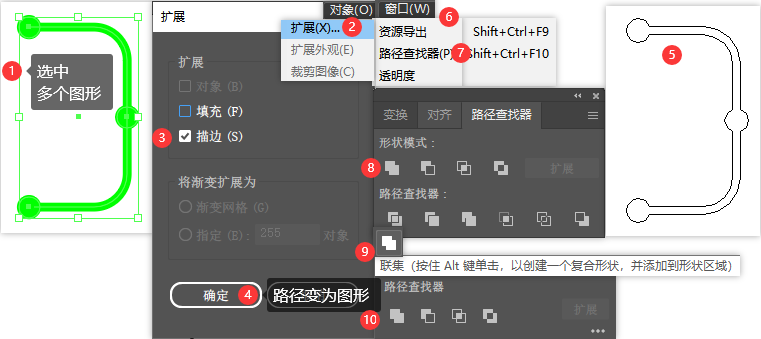 1
选中
多个图形
扩展
扩展
对象 (B)
填充 (F)
3
描边 (S)
将渐变扩展为
渐变网格 (G)
指定 (E):
255
对象
确定
4
路径变为图形
对象(O)
扩展(X)...
2
扩展外观(E)
裁剪图像(C)
窗口(W)
6
资源导出
Shift+Ctrl+F9
路径查找器(P)
7
Shift+Ctrl+F10
透明度
变换
对齐
路径查找器
形状模式：
8
扩展
路径查找器：
9
联集（按住 Alt 键单击，以创建一个复合形状，并添加到形状区域）
路径查找器
扩展
10
5